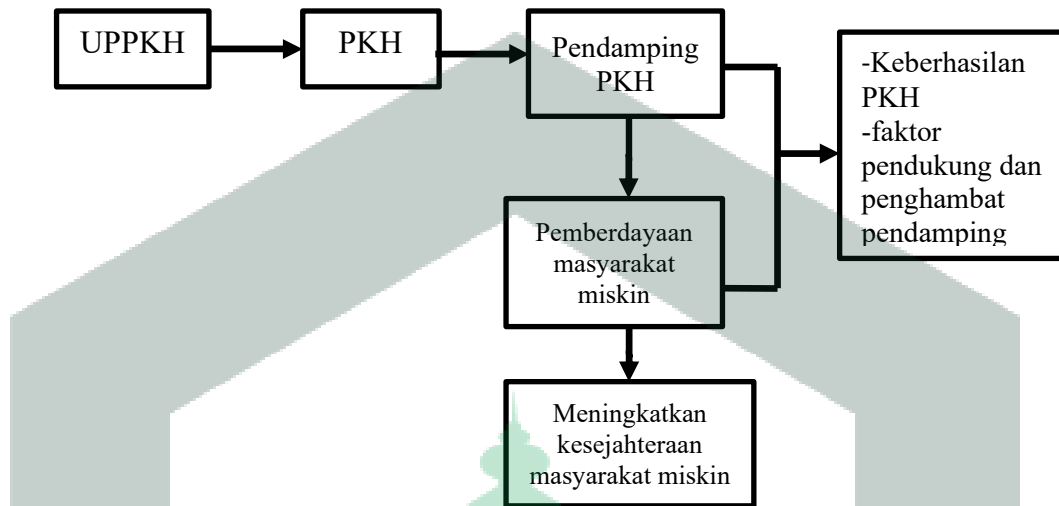 UPPKH
PKH
Pendamping
PKH
-Keberhasilan
PKH
-faktor
pendukung dan
penghambat
pendamping
Pemberdayaan
masyarakat
miskin
Meningkatkan
kesejahteraan
masyarakat miskin